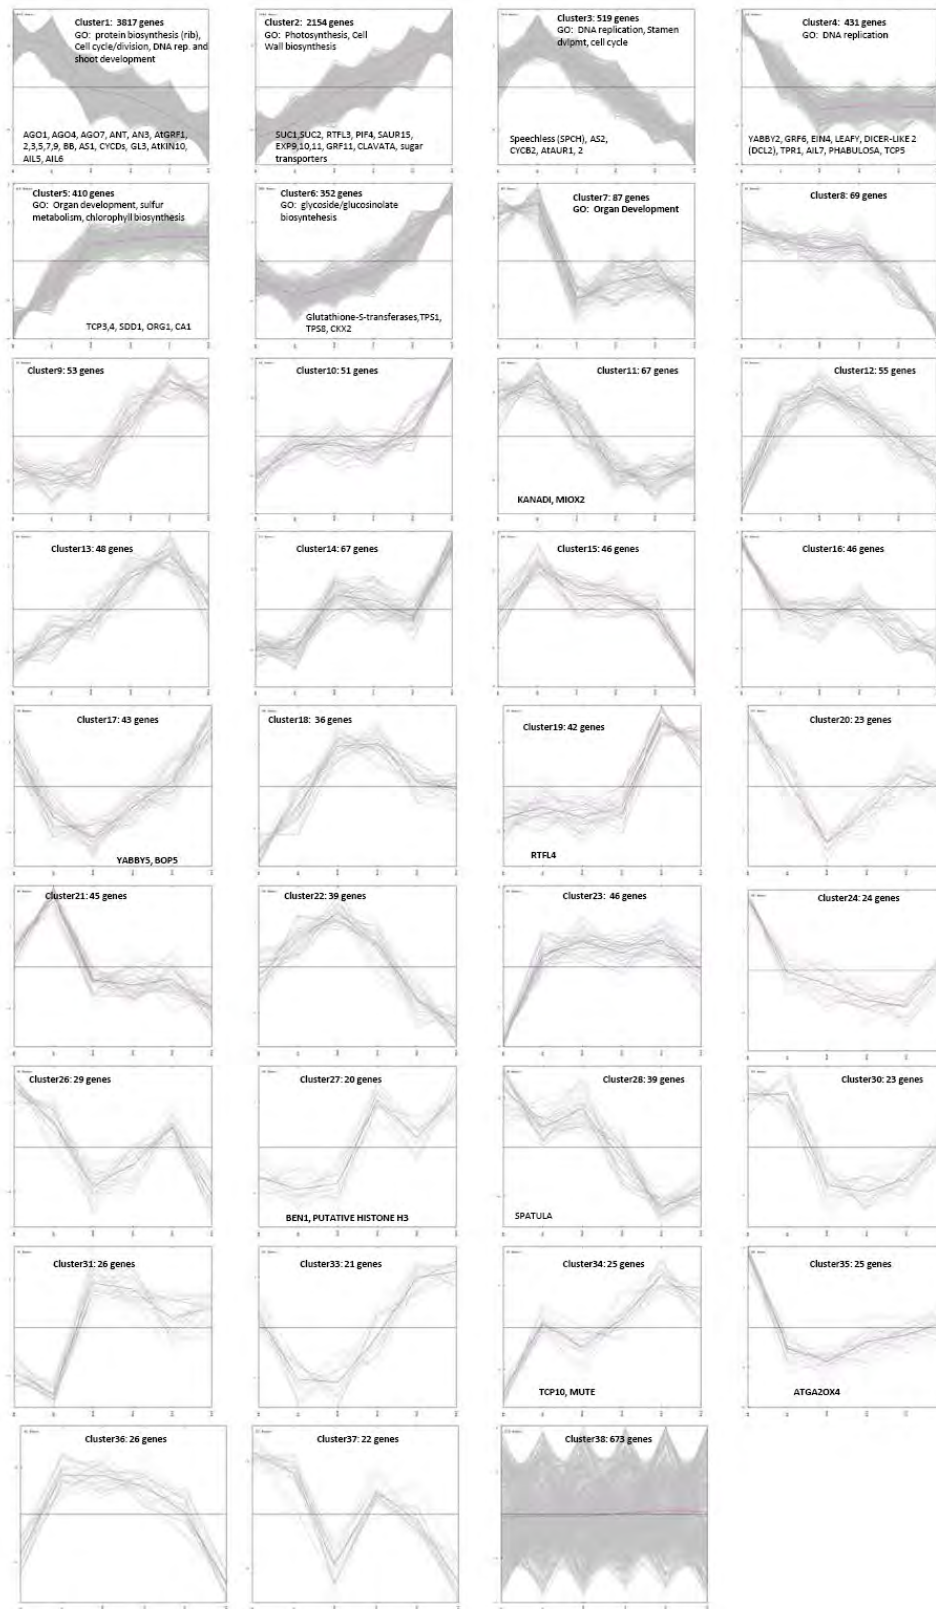 Cluster1: 3817 genes
GO: protein biosynthesis (rib),
Cell cycle/division, DNA rep. and
shoot development
AGO1, AGO4, AGO7, ANT, AN3, AtGRF1,
2,3,5,7,9, BB, AS1, CYCDs, GL3, AtKIN10,
AIL5, AIL6
Cluster2: 2154 genes
GO: Photosynthesis, Cell
Wall biosynthesis
SUC1,SUC2, RTFL3, PIF4, SAUR15,
EXP9,10,11, GRF11, CLAVATA, sugar
transporters
Cluster3: 519 genes
GO: DNA replication, Stamen
dvlpmt, cell cycle
Speechless (SPCH), AS2,
CYCB2, AtAUR1, 2
Cluster4: 431 genes
GO: DNA replication
YABBY2, GRF6, EIN4, LEAFY, DICER-LIKE 2
(DCL2), TPR1, AIL7, PHABULOSA, TCP5
Cluster5: 410 genes
GO: Organ development, sulfur
metabolism, chlorophyll biosynthesis
TCP3,4, SDD1, ORG1, CA1
Cluster6: 352 genes
GO: glycoside/glucosinolate
biosyntehesis
Glutathione-S-transferases,TPS1,
TPS8, CKX2
Cluster7: 87 genes
GO: Organ Development
Cluster8: 69 genes
Cluster9: 53 genes
Cluster10: 51 genes
Cluster11: 67 genes
KANADI, MIOX2
Cluster12: 55 genes
Cluster13: 48 genes
Cluster14: 67 genes
Cluster15: 46 genes
Cluster16: 46 genes
Cluster17: 43 genes
YABBY5, BOP5
Cluster18: 36 genes
Cluster19: 42 genes
RTFL4
Cluster20: 23 genes
Cluster21: 45 genes
Cluster22: 39 genes
Cluster23: 46 genes
Cluster24: 24 genes
Cluster26: 29 genes
Cluster27: 20 genes
BEN1, PUTATIVE HISTONE H3
Cluster28: 39 genes
SPATULA
Cluster30: 23 genes
Cluster31: 26 genes
Cluster33: 21 genes
Cluster34: 25 genes
TCP10, MUTE
Cluster35: 25 genes
ATGA2OX4
Cluster36: 26 genes
Cluster37: 22 genes
Cluster38: 673 genes